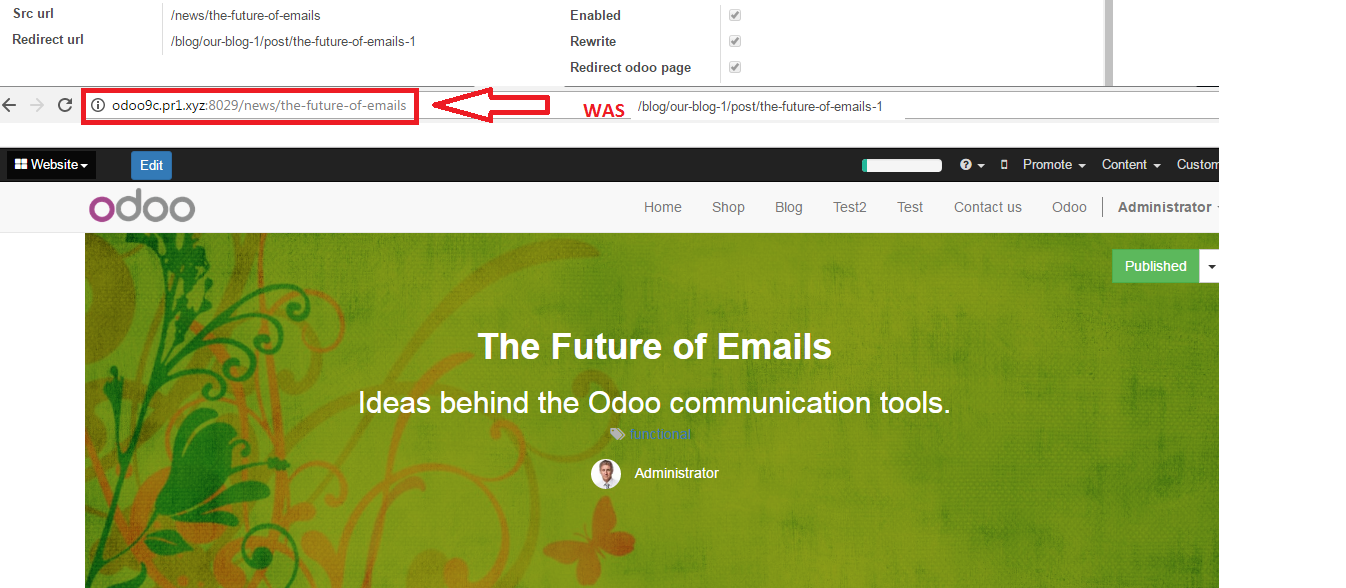 Src url /news/the-future-of-emails Enabled
Redirect url /blog/our-blog-1/post/the-future-of-emails-1 Rewrite
Redirect odoo page
odoo9c.pr1.xyz:8029/news/the-future-of-emails WAS /blog/our-blog-1/post/the-future-of-emails-1
Website Edit ? Promote Content Custom
odoo Home Shop Blog Test2 Test Contact us Odoo Administrator
Published
The Future of Emails
Ideas behind the Odoo communication tools.
functional
Administrator